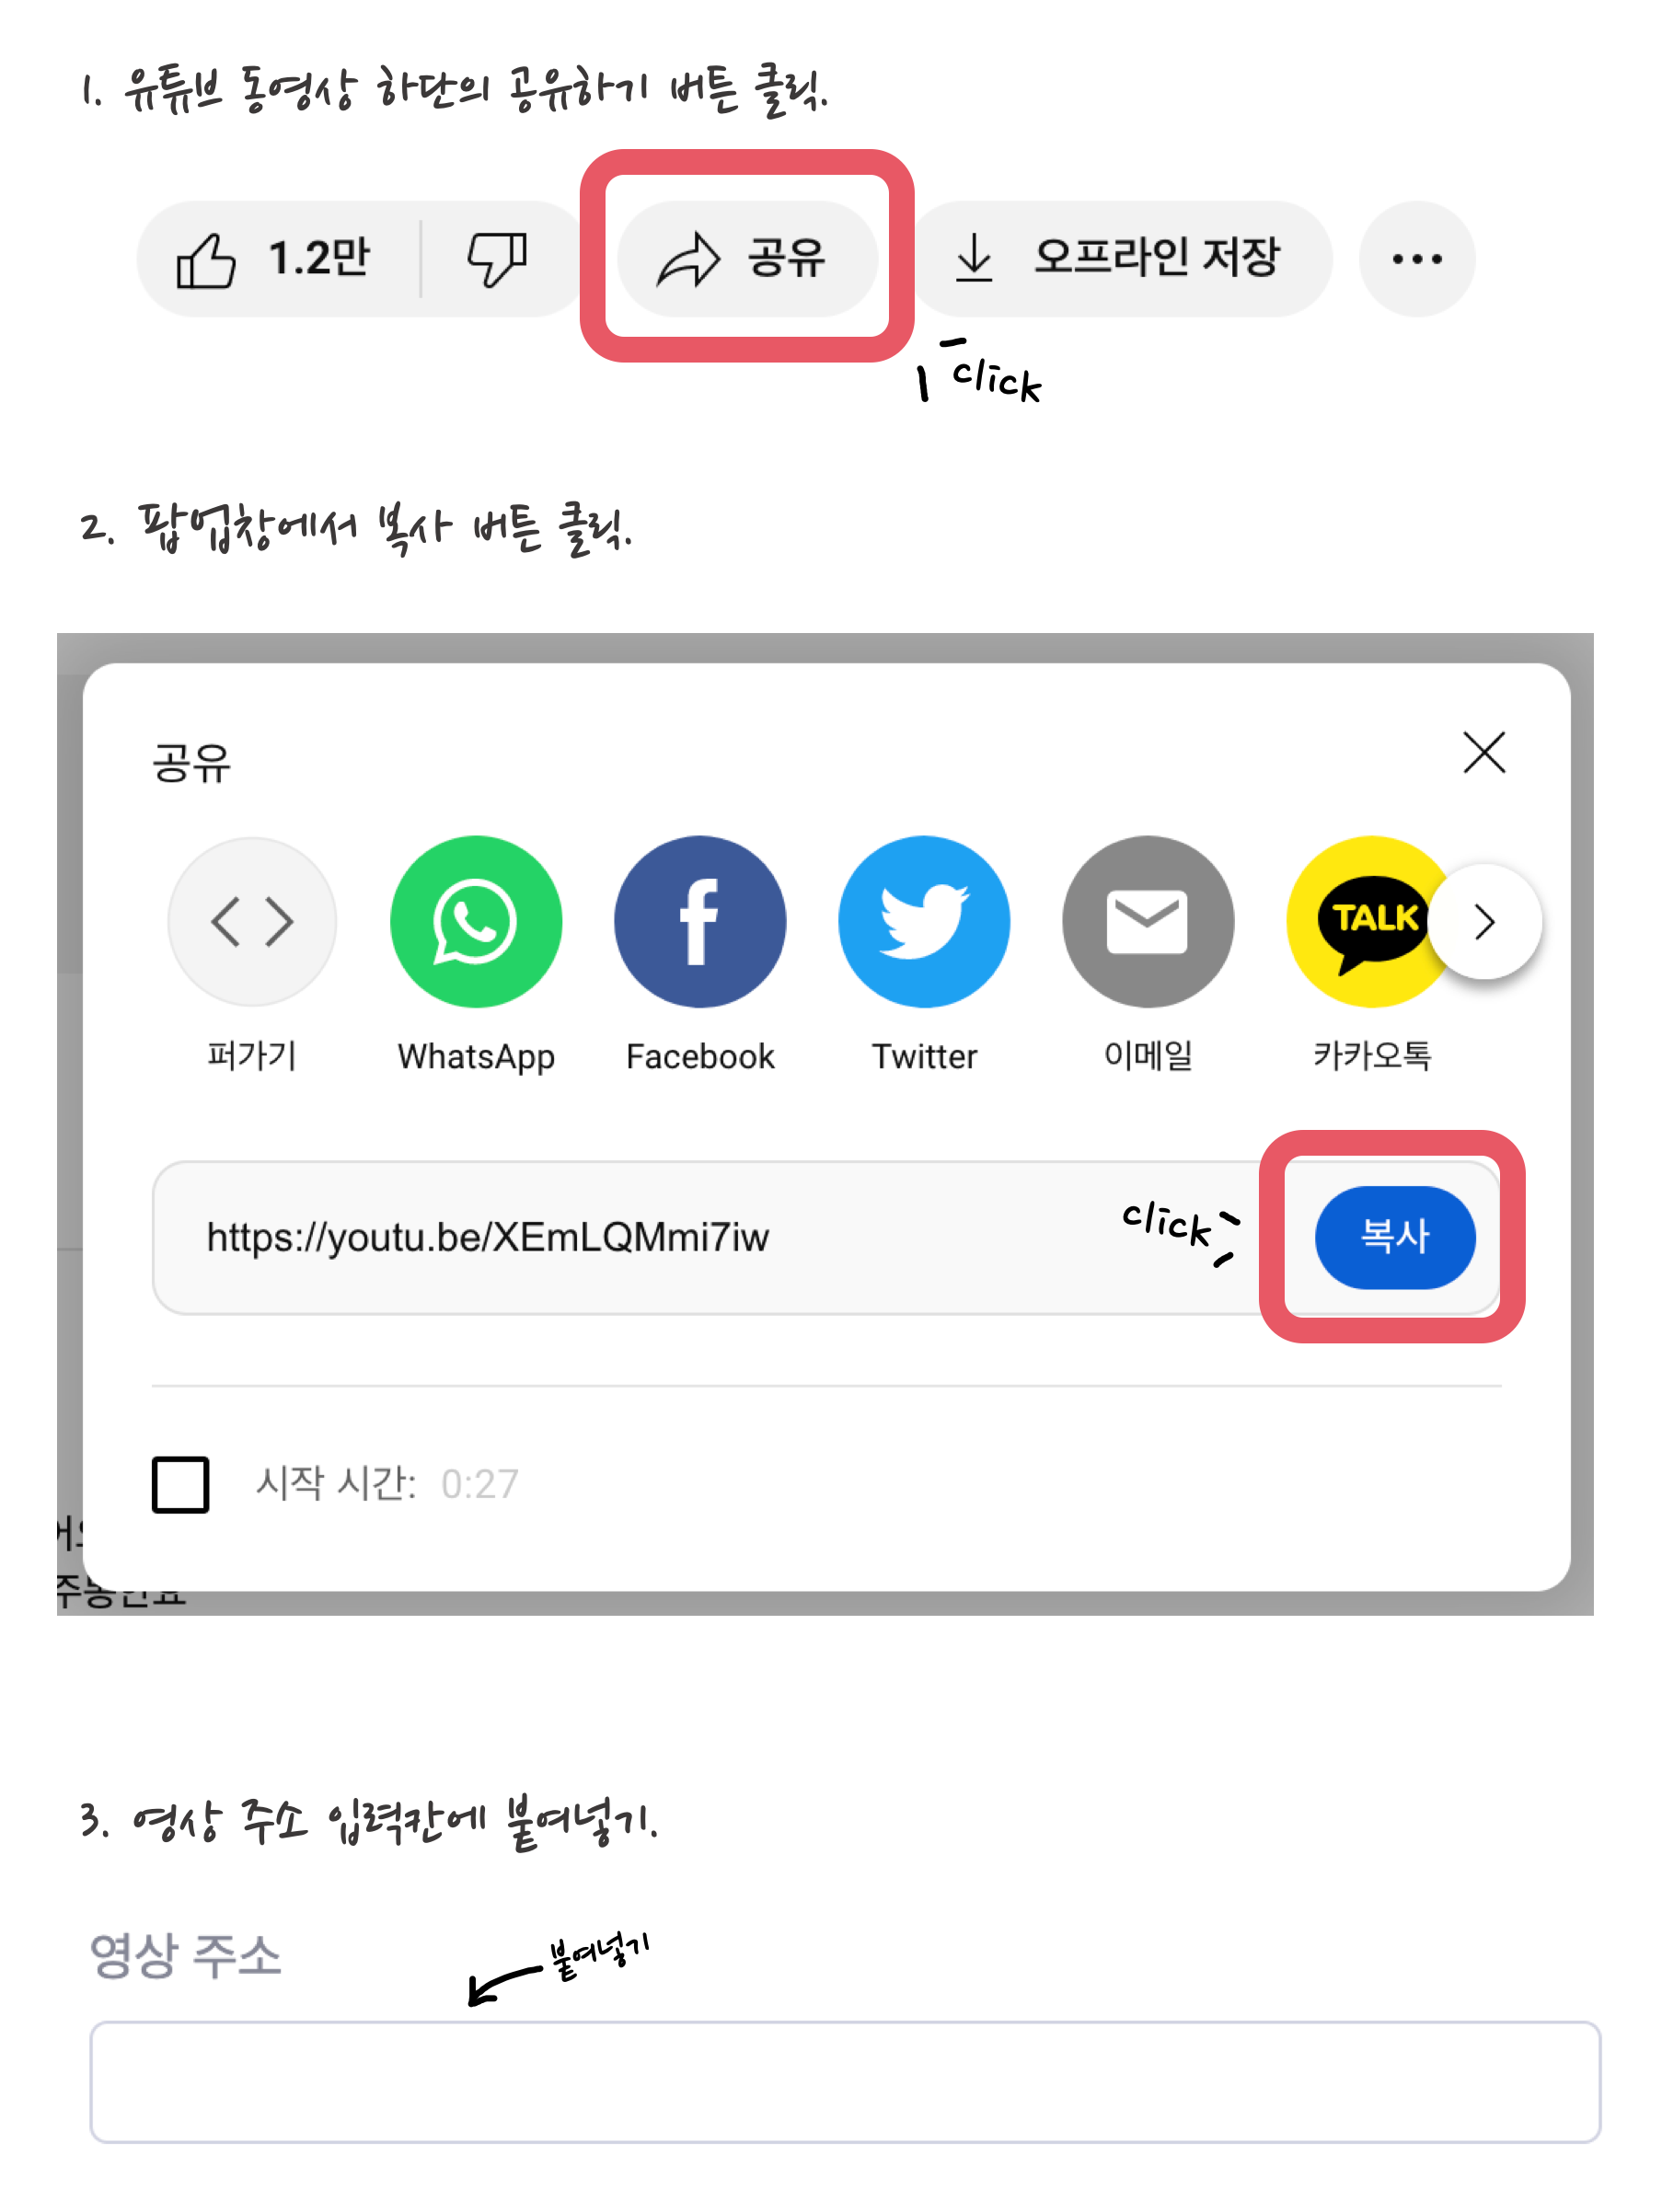 1. 유튜브 동영상 하단의 공유하기 버튼 클릭.
1.2만 공유 오프라인 저장
click
2. 팝업창에서 복사 버튼 클릭.
공유
TALK
퍼가기 WhatsApp Facebook Twitter 이메일 카카오톡
https://youtu.be/XEmLQMmi7iw click 복사
시작 시간: 0:27
3. 영상 주소 입력칸에 붙여넣기.
영상 주소 붙여넣기